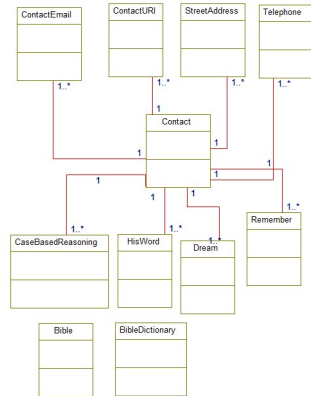 ContactEmail
ContactURI
StreetAddress
Telephone
1..*
1..*
1..*
1..*
1
Contact
1
1
1
1
1
1
1
1..*
1..*
1..*
1..*
CaseBasedReasoning
HisWord
Dream
Remember
Bible
BibleDictionary